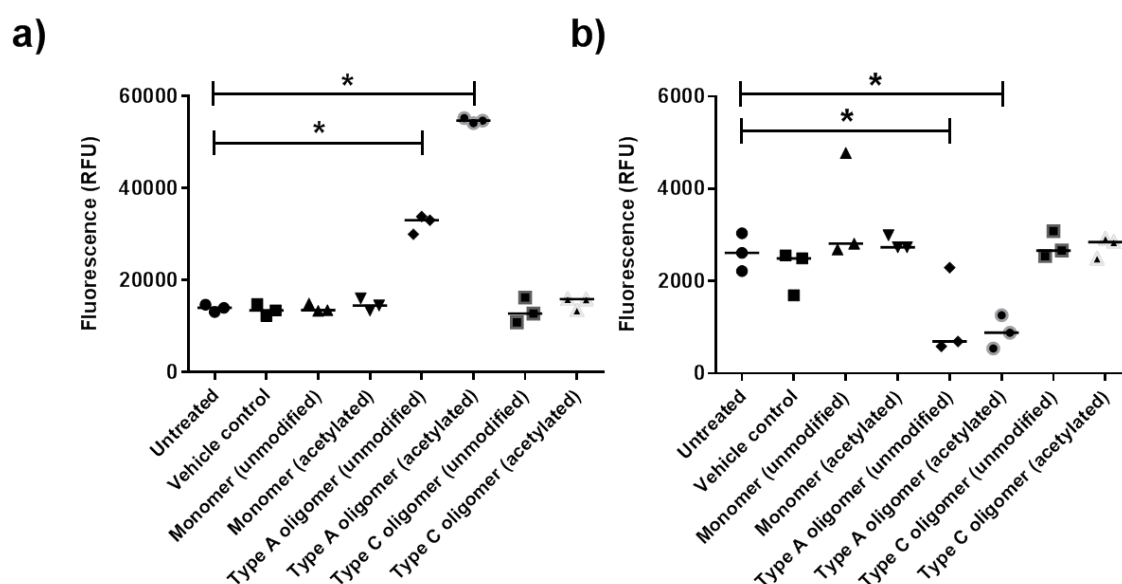 a)
*
*
60000
40000
20000
0
Fluorescence (RFU)
Untreated
Vehicle control
Monomer (unmodified)
Monomer (acetylated)
Type A oligomer (unmodified)
Type A oligomer (acetylated)
Type C oligomer (unmodified)
Type C oligomer (acetylated)
b)
*
*
6000
4000
2000
0
Fluorescence (RFU)
Untreated
Vehicle control
Monomer (unmodified)
Monomer (acetylated)
Type A oligomer (unmodified)
Type A oligomer (acetylated)
Type C oligomer (unmodified)
Type C oligomer (acetylated)